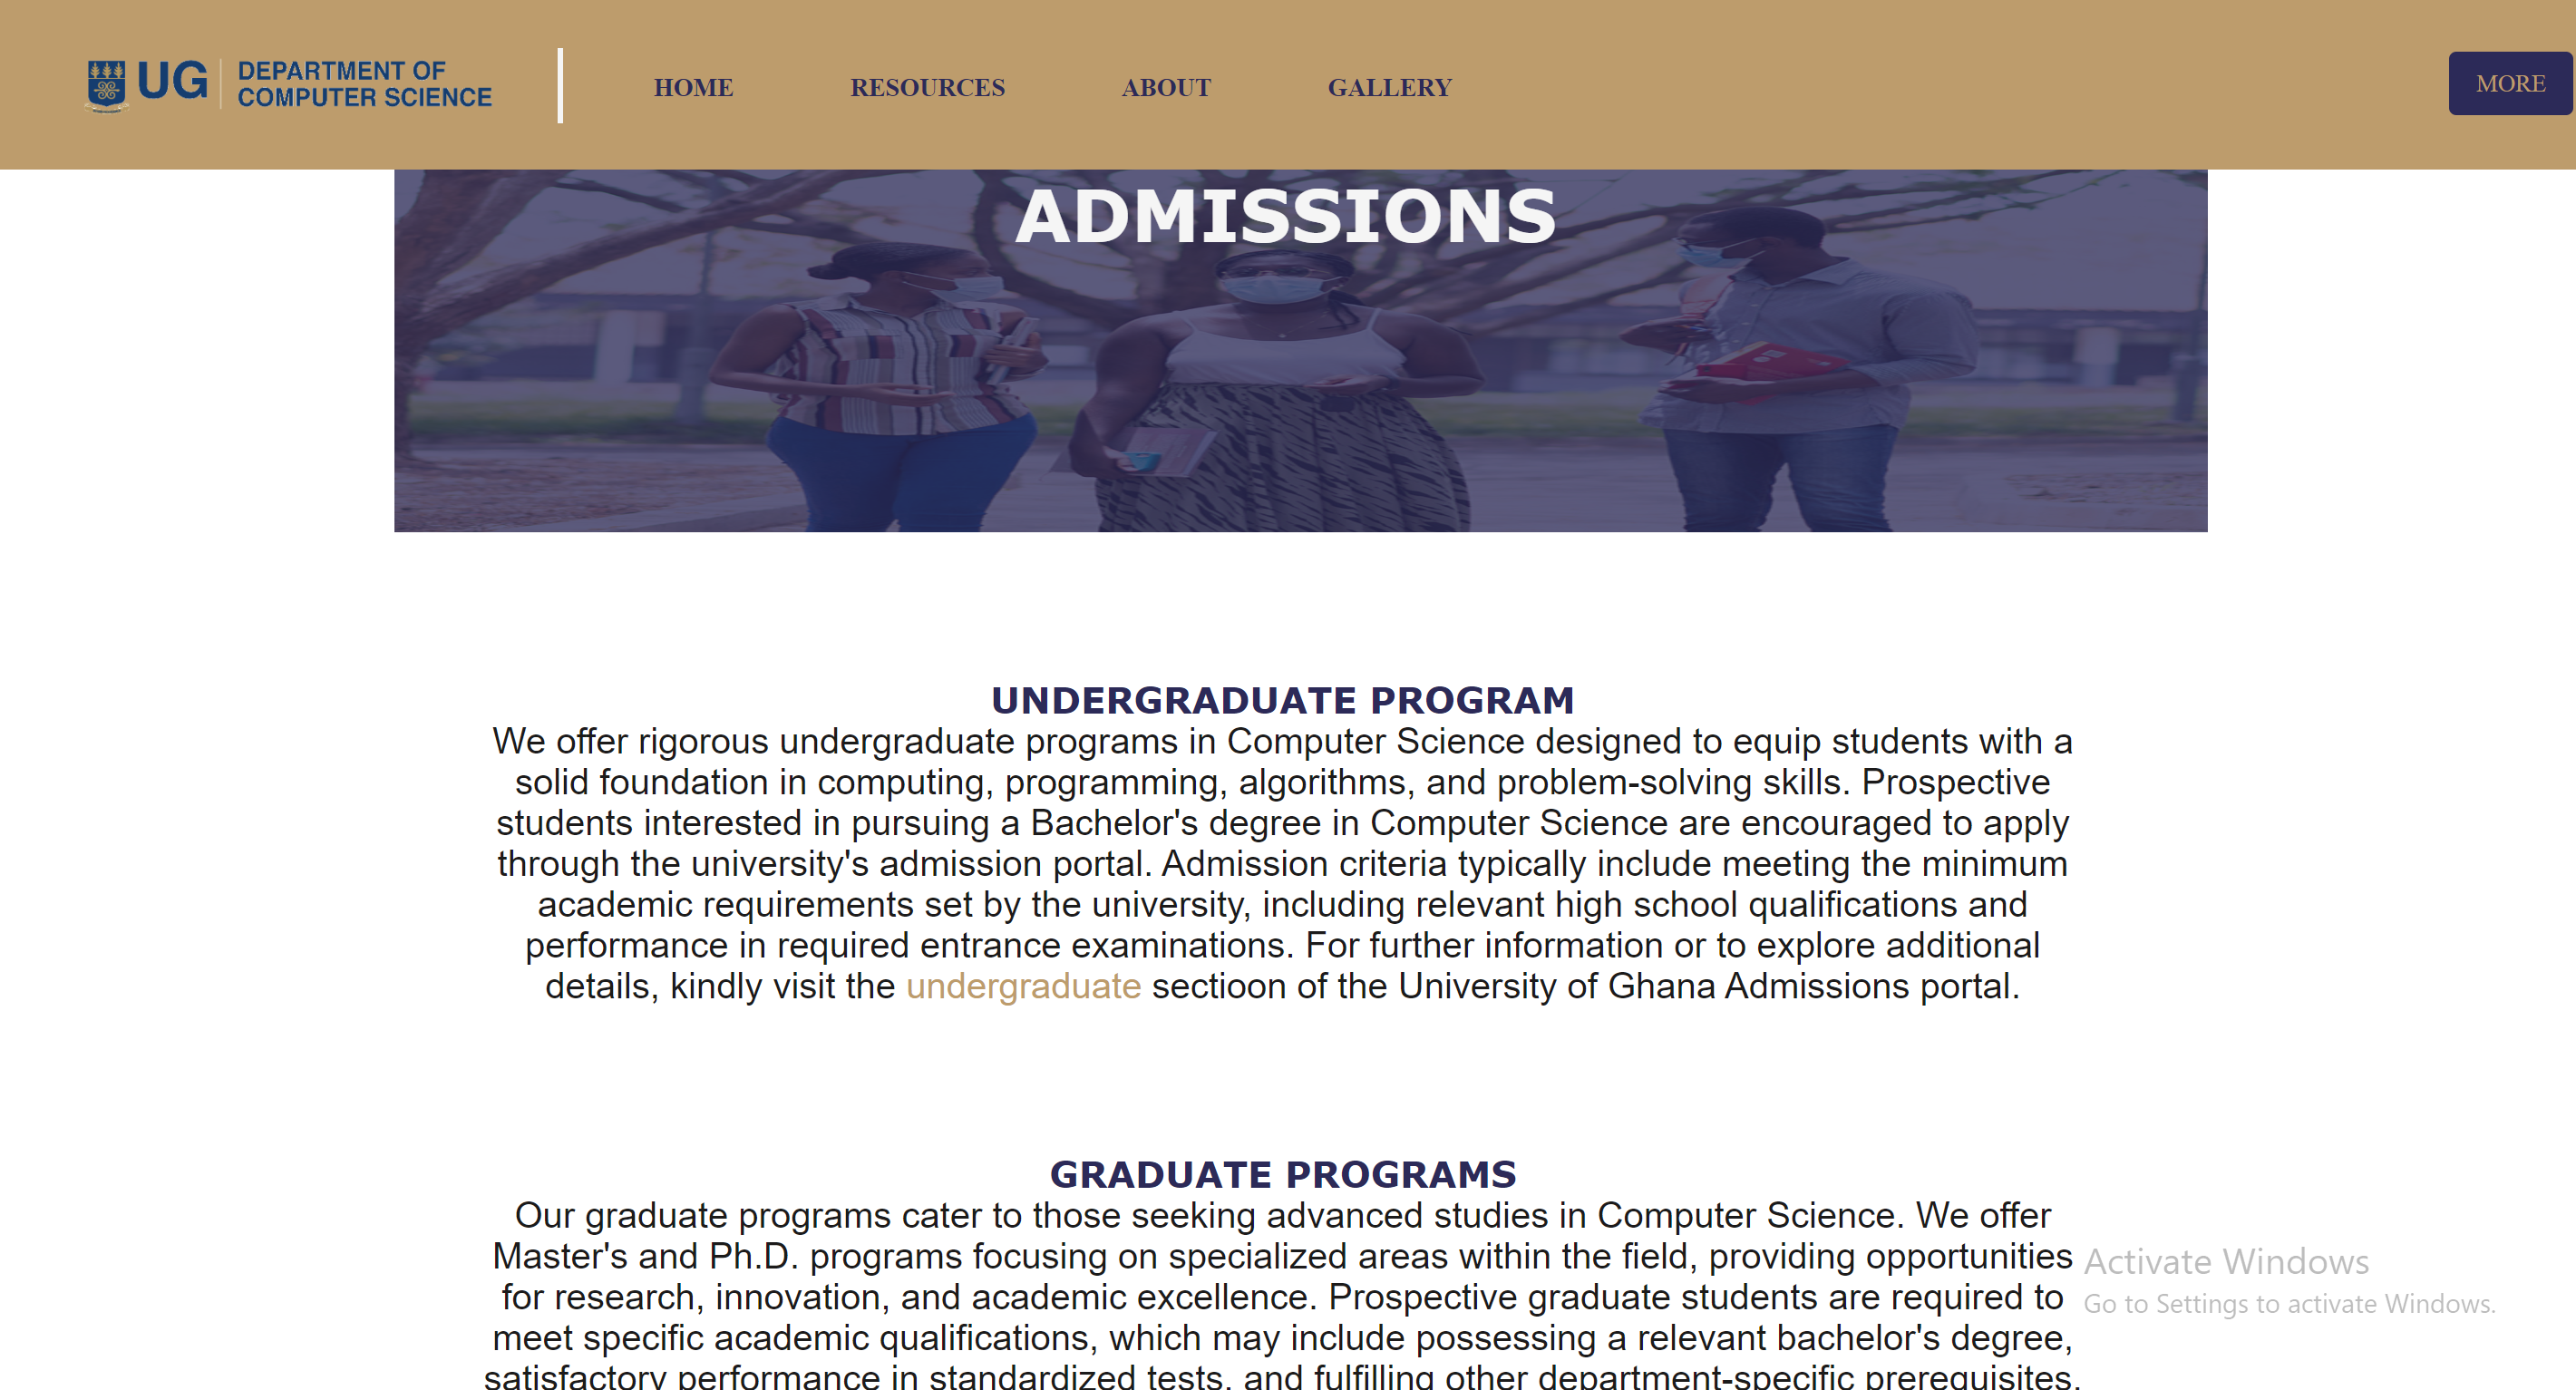 UG
DEPARTMENT OF
COMPUTER SCIENCE
HOME RESOURCES ABOUT GALLERY MORE
ADMISSIONS
UNDERGRADUATE PROGRAM
We offer rigorous undergraduate programs in Computer Science designed to equip students with a
solid foundation in computing, programming, algorithms, and problem-solving skills. Prospective
students interested in pursuing a Bachelor's degree in Computer Science are encouraged to apply
through the university's admission portal. Admission criteria typically include meeting the minimum
academic requirements set by the university, including relevant high school qualifications and
performance in required entrance examinations. For further information or to explore additional
details, kindly visit the undergraduate sectioon of the University of Ghana Admissions portal.
GRADUATE PROGRAMS
Our graduate programs cater to those seeking advanced studies in Computer Science. We offer
Master's and Ph.D. programs focusing on specialized areas within the field, providing opportunities
for research, innovation, and academic excellence. Prospective graduate students are required to
meet specific academic qualifications, which may include possessing a relevant bachelor's degree,
satisfactory performance in standardized tests, and fulfilling other department-specific prerequisites.
Activate Windows
Go to Settings to activate Windows.